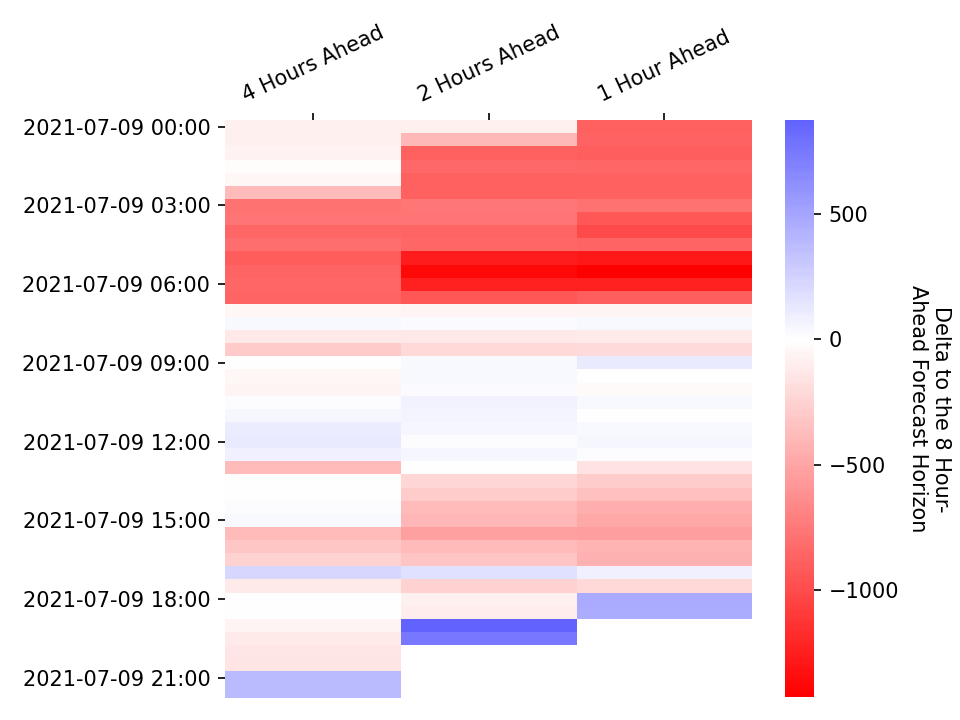 4 Hours Ahead
2 Hours Ahead
1 Hour Ahead
2021-07-09 00:00
2021-07-09 03:00
2021-07-09 06:00
2021-07-09 09:00
2021-07-09 12:00
2021-07-09 15:00
2021-07-09 18:00
2021-07-09 21:00
500
0
−500
−1000
Delta to the 8 Hour-
Ahead Forecast Horizon